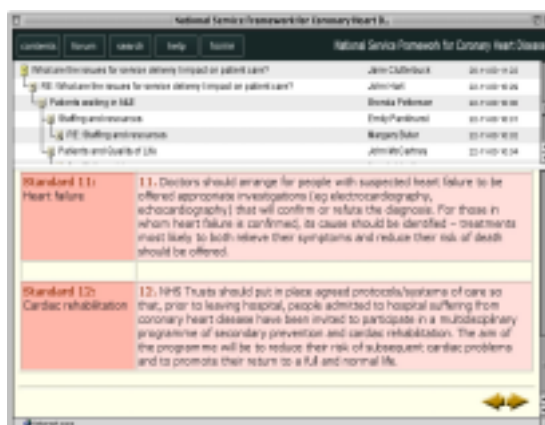 National Service Framework for Coronary Heart D..
contents forum search help home National Service Framework for Coronary Heart Disease
What are the issues for service delivery & impact on patient care?
RE: What are the issues for service delivery & impact on patient care? John Hart
Patients waiting in A&E Brenda
Staffing and resources Emily Pankhurst
RE: Staffing and resources Margery
Patients and Quality of Life John McCartney
Standard 11:
Heart failure
11. Doctors should arrange for people with suspected heart failure to be
offered appropriate investigations (eg electrocardiography,
echocardiography) that will confirm or refute the diagnosis. For those in
whom heart failure is confirmed, its cause should be identified – treatments
most likely to both relieve their symptoms and reduce their risk of death
should be offered.
Standard 12:
Cardiac rehabilitation
12. NHS Trusts should put in place agreed protocols/systems of care so
that, prior to leaving hospital, people admitted to hospital suffering from
coronary heart disease have been invited to participate in a multidisciplinary
programme of secondary prevention and cardiac rehabilitation. The aim of
the programme will be to reduce their risk of subsequent cardiac problems
and to promote their return to a full and normal life.